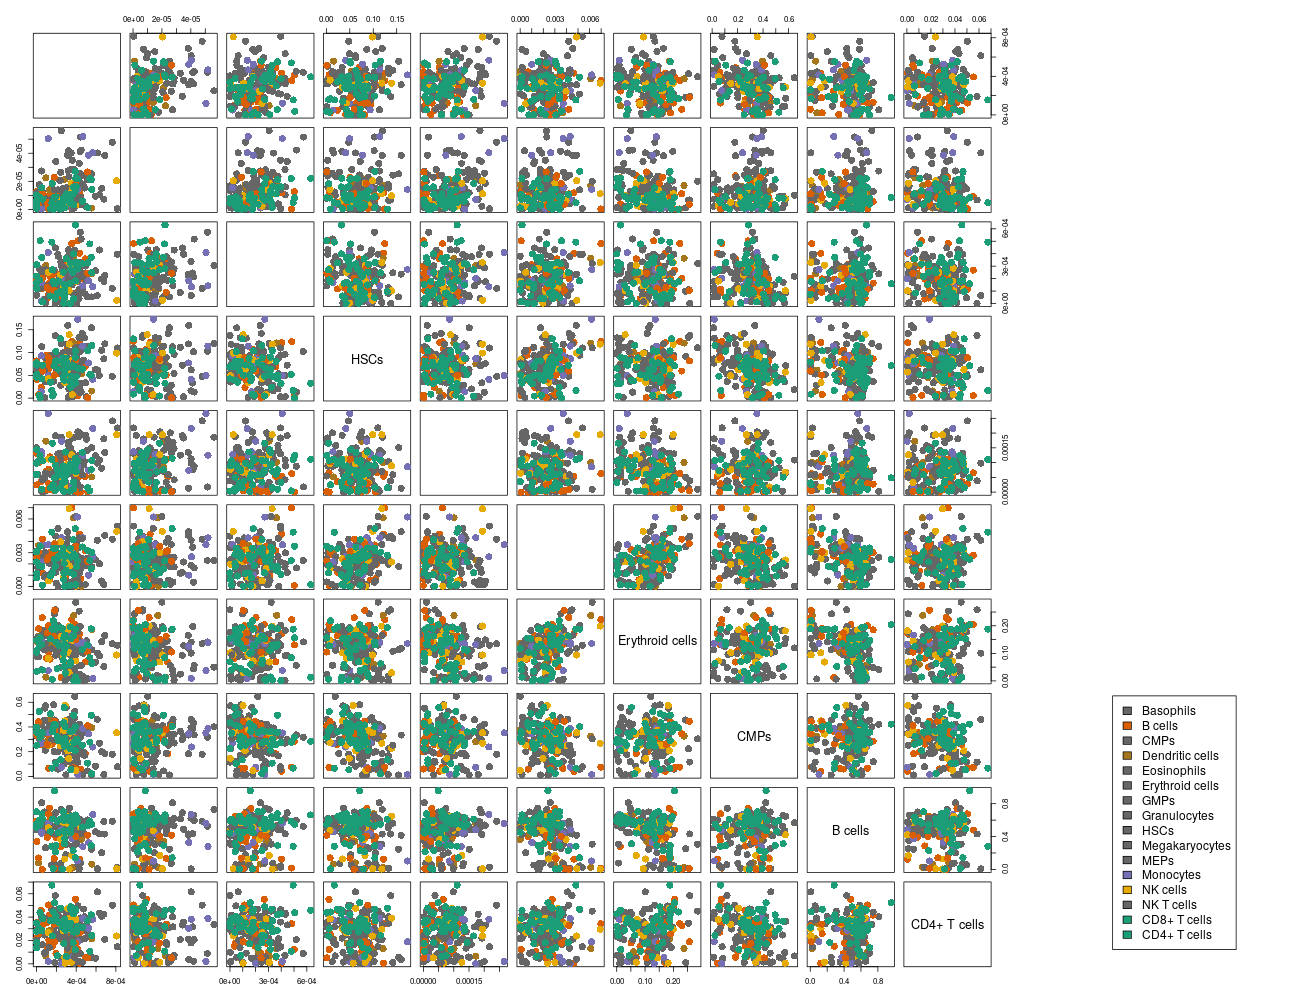 0e+00 2e-05 4e-05 0.00 0.05 0.10 0.15 0.000 0.003 0.006 0.0 0.2 0.4 0.6 0.00 0.02 0.04 0.06
0e+00 4e-04 8e-04
0e+00 2e-05 4e-05
0e+00 3e-04 6e-04
0.00 0.05 0.10 0.15
HSCs
0.00000 0.00015
0.000 0.003 0.006
Erythroid cells
0.00 0.10 0.20
0.0 0.2 0.4 0.6
CMPs
B cells
0.0 0.4 0.8
0.00 0.02 0.04 0.06
CD4+ T cells
0e+00 4e-04 8e-04 0e+00 3e-04 6e-04 0.00000 0.00015 0.00 0.10 0.20 0.0 0.4 0.8
Basophils
B cells
CMPs
Dendritic cells
Eosinophils
Erythroid cells
GMPs
Granulocytes
HSCs
Megakaryocytes
MEPs
Monocytes
NK cells
NK T cells
CD8+ T cells
CD4+ T cells